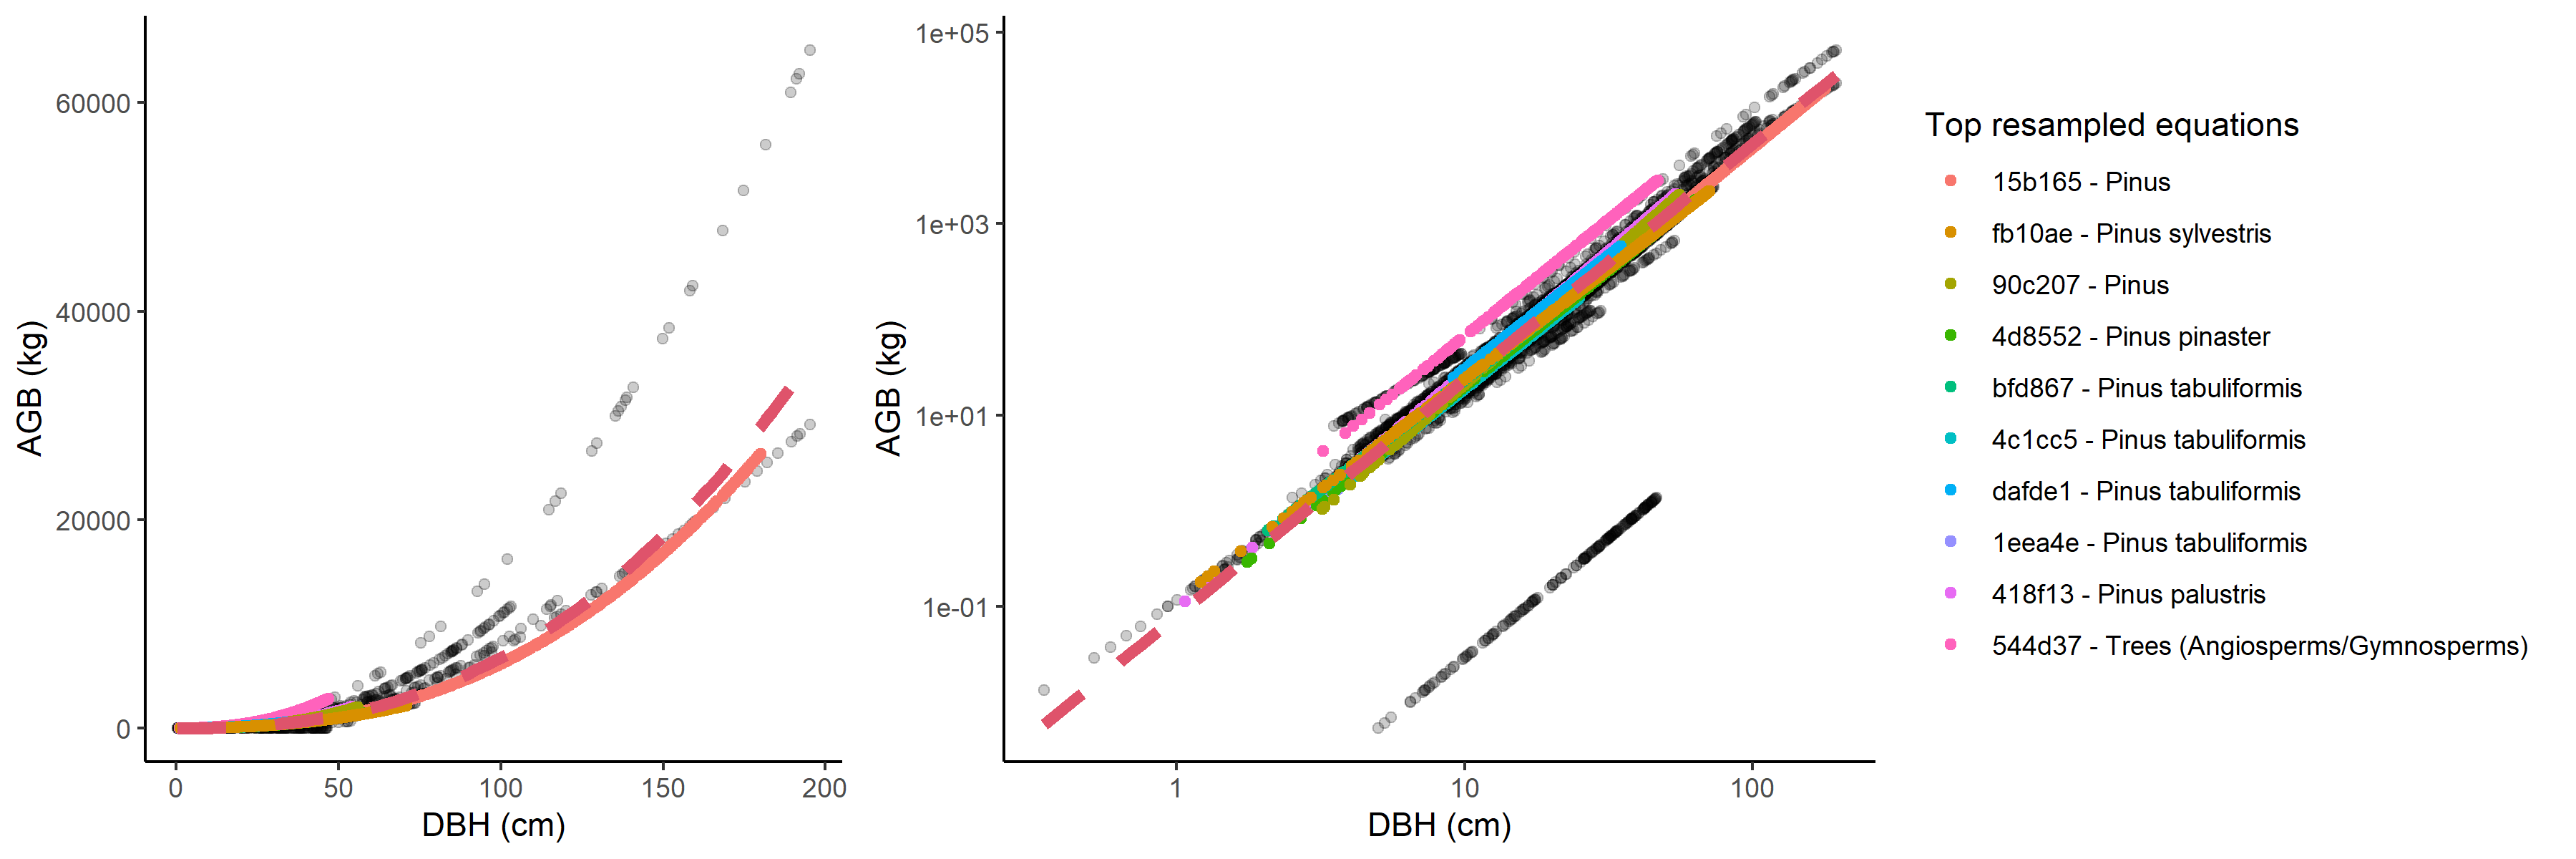 60000
40000
20000
0
AGB (kg)
0
50
100
150
200
DBH (cm)
1e+05
1e+03
1e+01
1e-01
AGB (kg)
1
10
100
DBH (cm)
Top resampled equations
15b165 - Pinus
fb10ae - Pinus sylvestris
90c207 - Pinus
4d8552 - Pinus pinaster
bfd867 - Pinus tabuliformis
4c1cc5 - Pinus tabuliformis
dafde1 - Pinus tabuliformis
1eea4e - Pinus tabuliformis
418f13 - Pinus palustris
544d37 - Trees (Angiosperms/Gymnosperms)